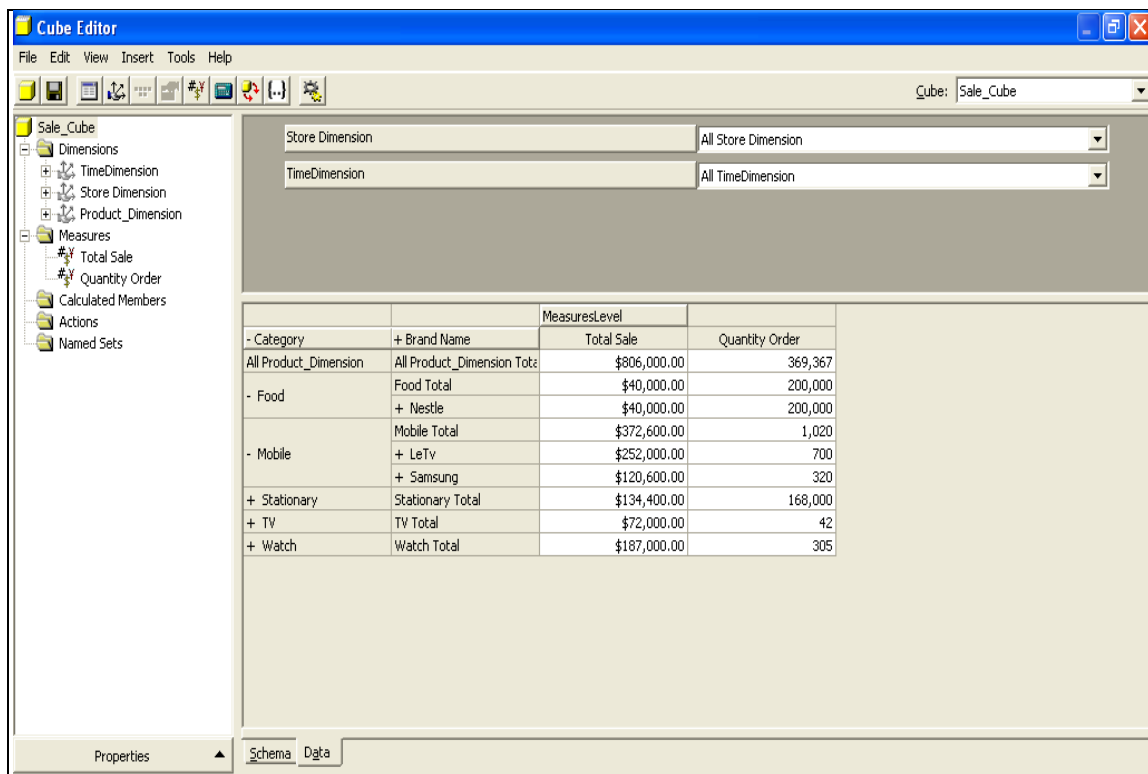 Cube Editor
File Edit View Insert Tools Help
Cube: Sale_Cube
Sale_Cube
Dimensions
TimeDimension
Store Dimension
Product_Dimension
Measures
Total Sale
Quantity Order
Calculated Members
Actions
Named Sets
Store Dimension All Store Dimension
TimeDimension All TimeDimension
MeasuresLevel
- Category + Brand Name Total Sale Quantity Order
All Product_Dimension All Product_Dimension Tota $806,000.00 369,367
- Food Food Total $40,000.00 200,000
+ Nestle $40,000.00 200,000
- Mobile Mobile Total $372,600.00 1,020
+ LeTv $252,000.00 700
+ Samsung $120,600.00 320
+ Stationary Stationary Total $134,400.00 168,000
+ TV TV Total $72,000.00 42
+ Watch Watch Total $187,000.00 305
Properties
Schema Data